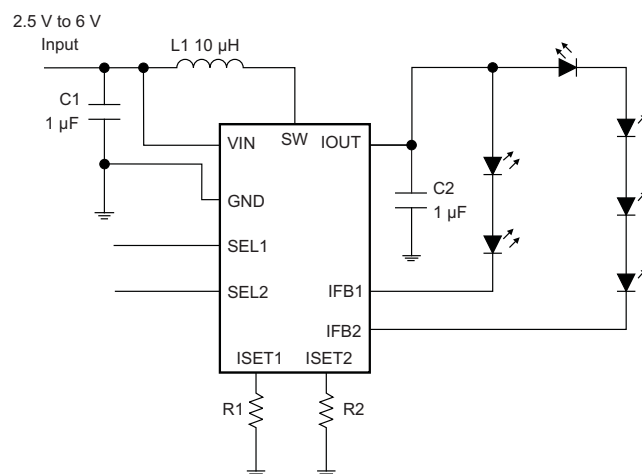 2.5 V to 6 V
Input
L1 10 µH
C1
1 µF
VIN
SW
IOUT
GND
C2
1 µF
SEL1
SEL2
IFB1
IFB2
ISET1
ISET2
R1
R2